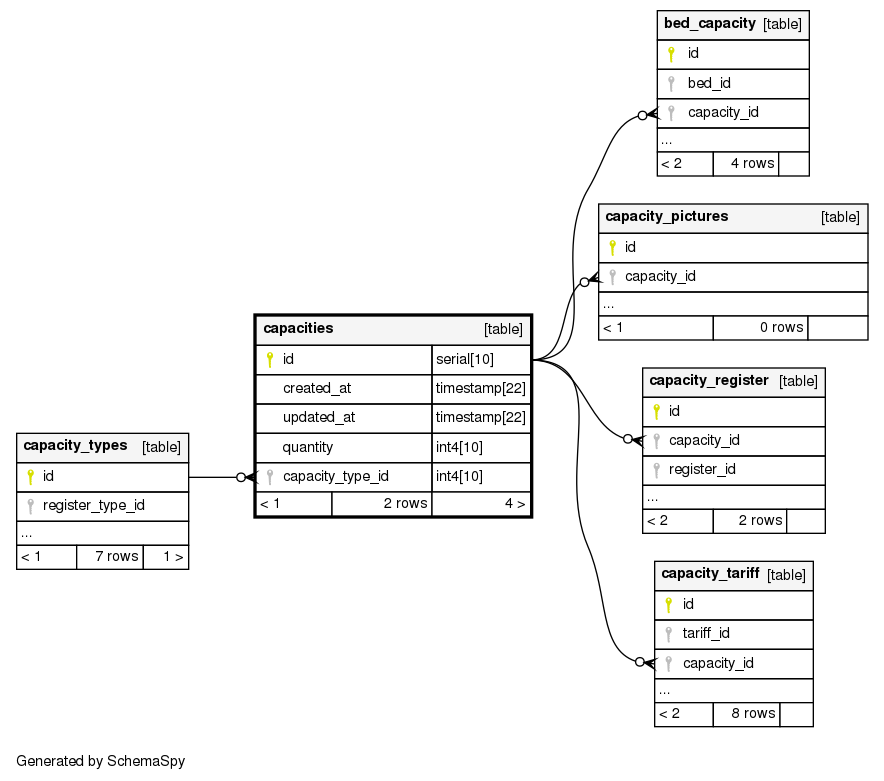 bed_capacity [table]
id
bed_id
capacity_id
...
< 2 4 rows
capacity_pictures [table]
id
capacity_id
...
< 1 0 rows
capacities [table]
id serial[10]
created_at timestamp[22]
updated_at timestamp[22]
quantity int4[10]
capacity_type_id int4[10]
< 1 2 rows 4 >
capacity_register [table]
id
capacity_id
register_id
...
< 2 2 rows
capacity_types [table]
id
register_type_id
...
< 1 7 rows 1 >
capacity_tariff [table]
id
tariff_id
capacity_id
...
< 2 8 rows
Generated by SchemaSpy